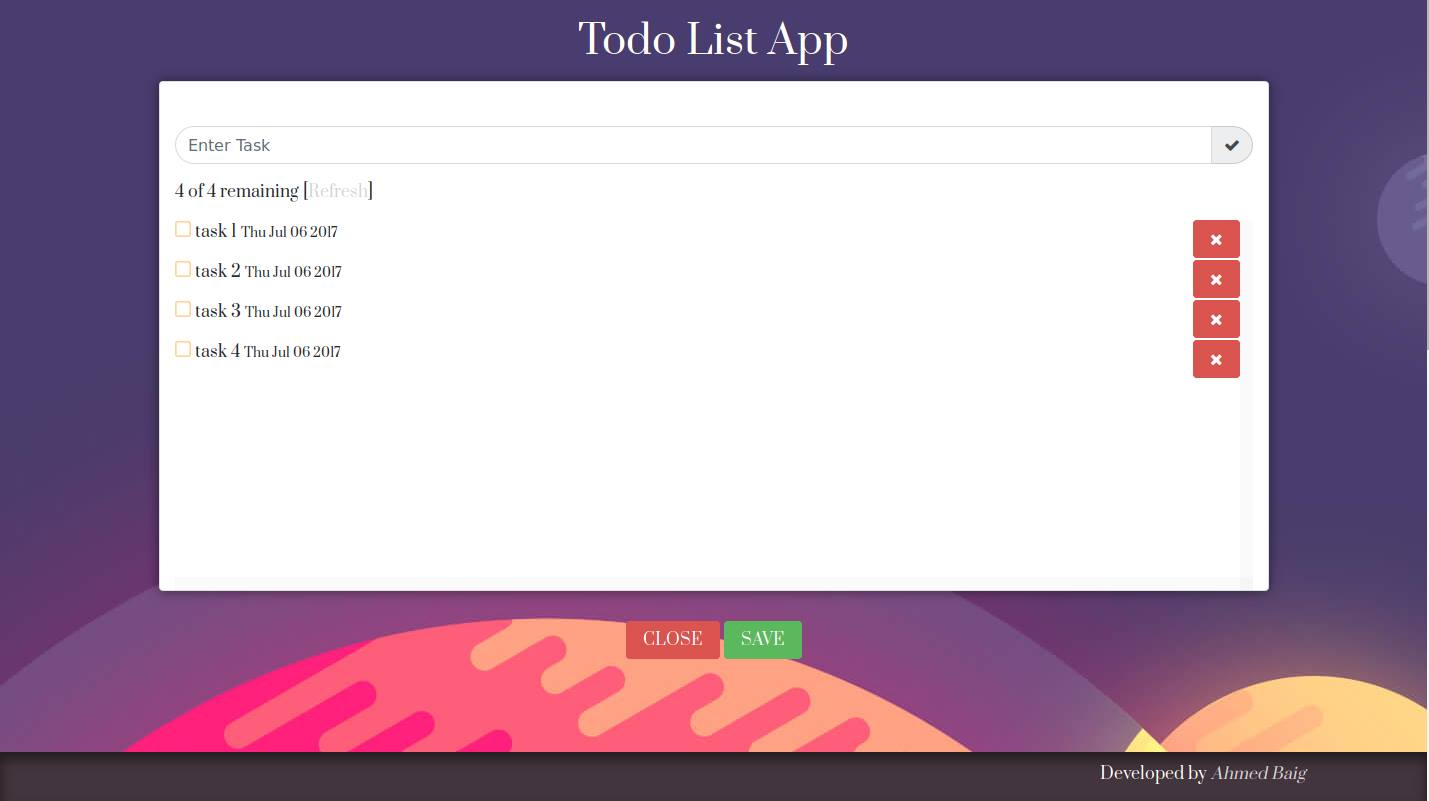 Todo List App
Enter Task
4 of 4 remaining [Refresh]
task 1 Thu Jul 06 2017
task 2 Thu Jul 06 2017
task 3 Thu Jul 06 2017
task 4 Thu Jul 06 2017
CLOSE SAVE
Developed by Ahmed Baig